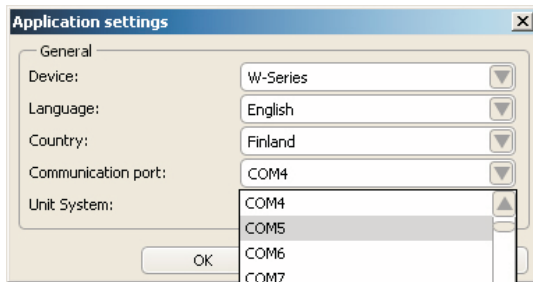 Application settings
General
Device: W-Series
Language: English
Country: Finland
Communication port: COM4
Unit System: COM4
COM5
OK COM6
COM7